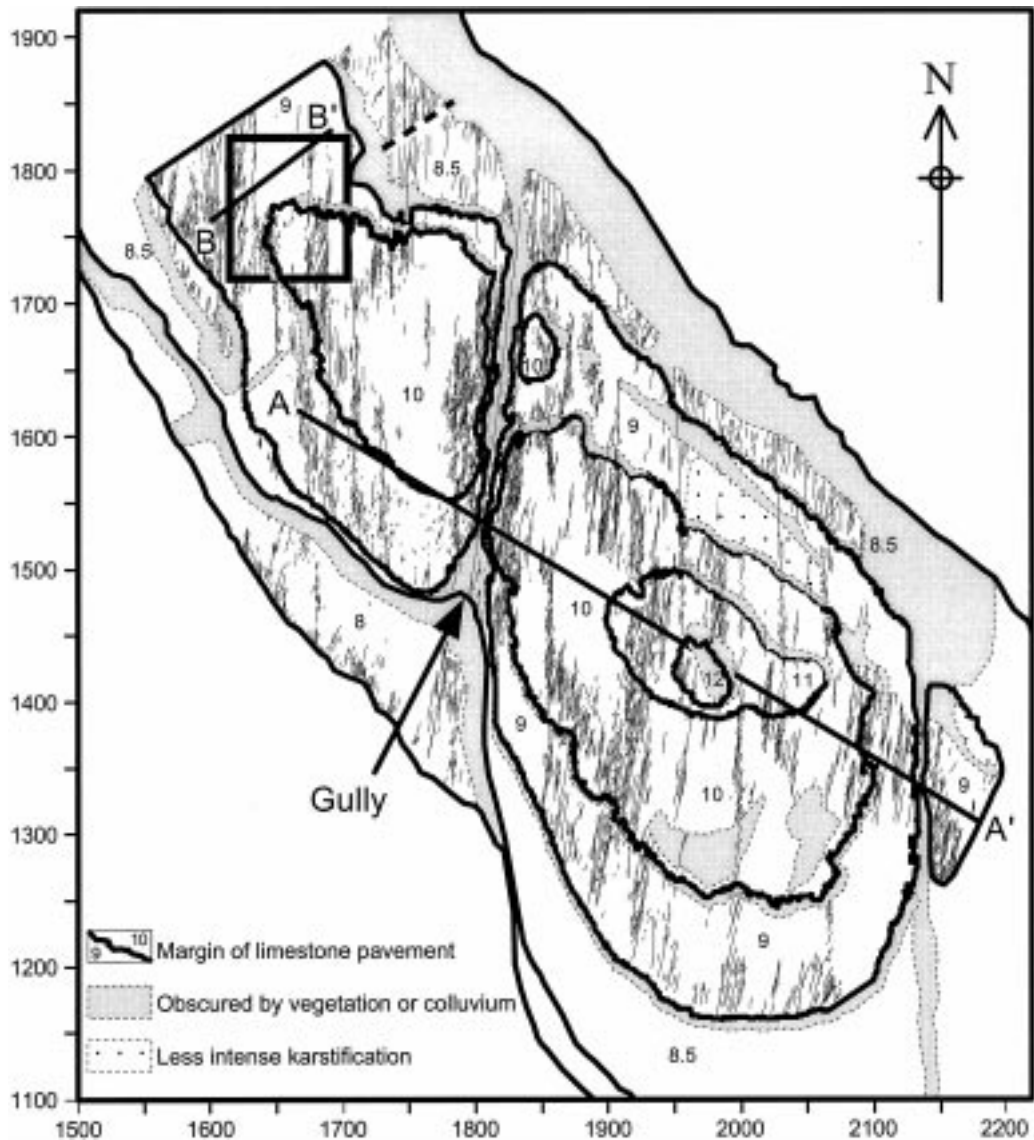 1900
1800
1700
1600
1500
1400
1300
1200
1100
1500 1600 1700 1800 1900 2000 2100 2200
N
9
B'
8.5
B
8.5
10
10
A
9
8.5
8
10
12
11
9
9
10
A'
Gully
9
8.5
9 10 Margin of limestone pavement
Obscured by vegetation or colluvium
Less intense karstification